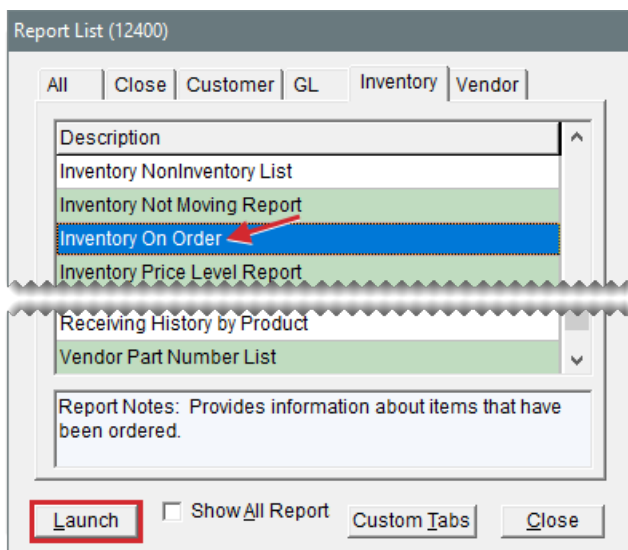 Report List (12400)
All Close Customer GL Inventory Vendor
Description
Inventory NonInventory List
Inventory Not Moving Report
Inventory On Order
Inventory Price Level Report
Receiving History by Product
Vendor Part Number List
Report Notes: Provides information about items that have
been ordered.
Launch Show All Report Custom Tabs Close